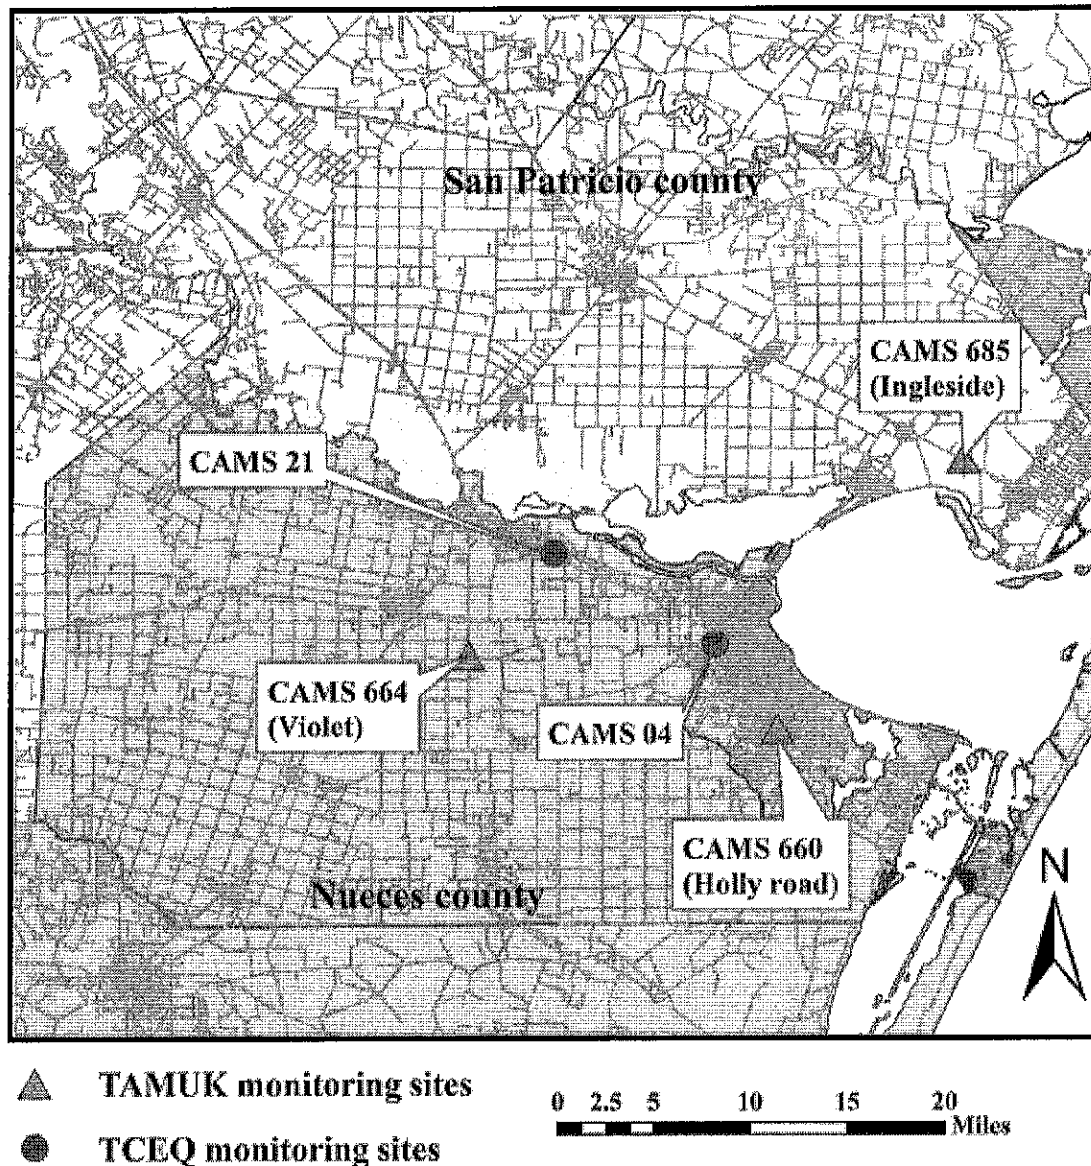 San Patricio county
CAMS 685
(Ingleside)
CAMS 21
CAMS 664
(Violet)
CAMS 04
CAMS 660
(Holly road)
Nueces county
N
TAMUK monitoring sites
TCEQ monitoring sites
0 2.5 5 10 15 20
Miles